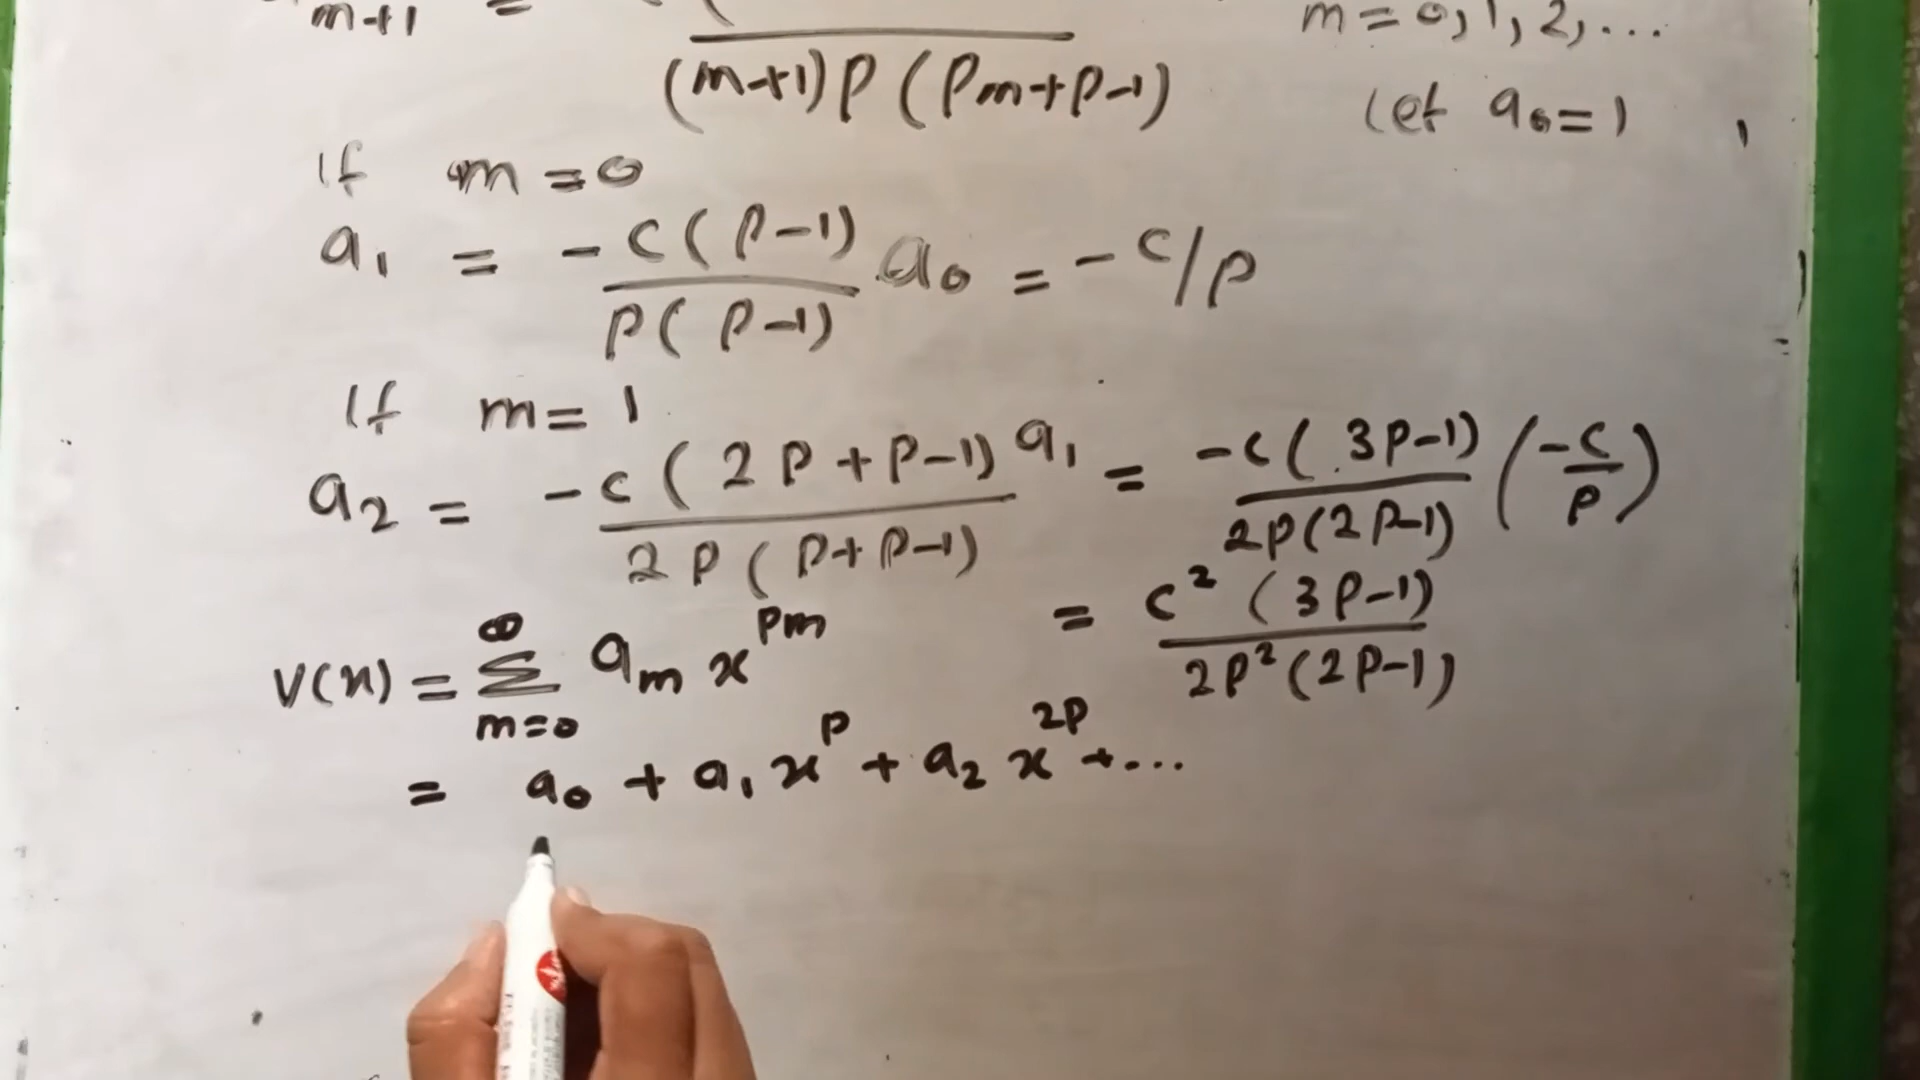 m+1 = (
m = 0, 1, 2, ...
(m+1)P (Pm+P-1)
let a₀ = 1
If m = 0
a₁ = -c(P-1) / P(P-1) a₀ = -c/P
If m = 1
a₂ = -c(2P+P-1) / 2P(P+P-1) a₁ = -c(3P-1) / 2P(2P-1) (-c/P)
= c²(3P-1) / 2P²(2P-1)
V(x) = ∑_{m=0}^{∞} a_m x^{Pm}
= a₀ + a₁x^P + a₂x^{2P} + ...